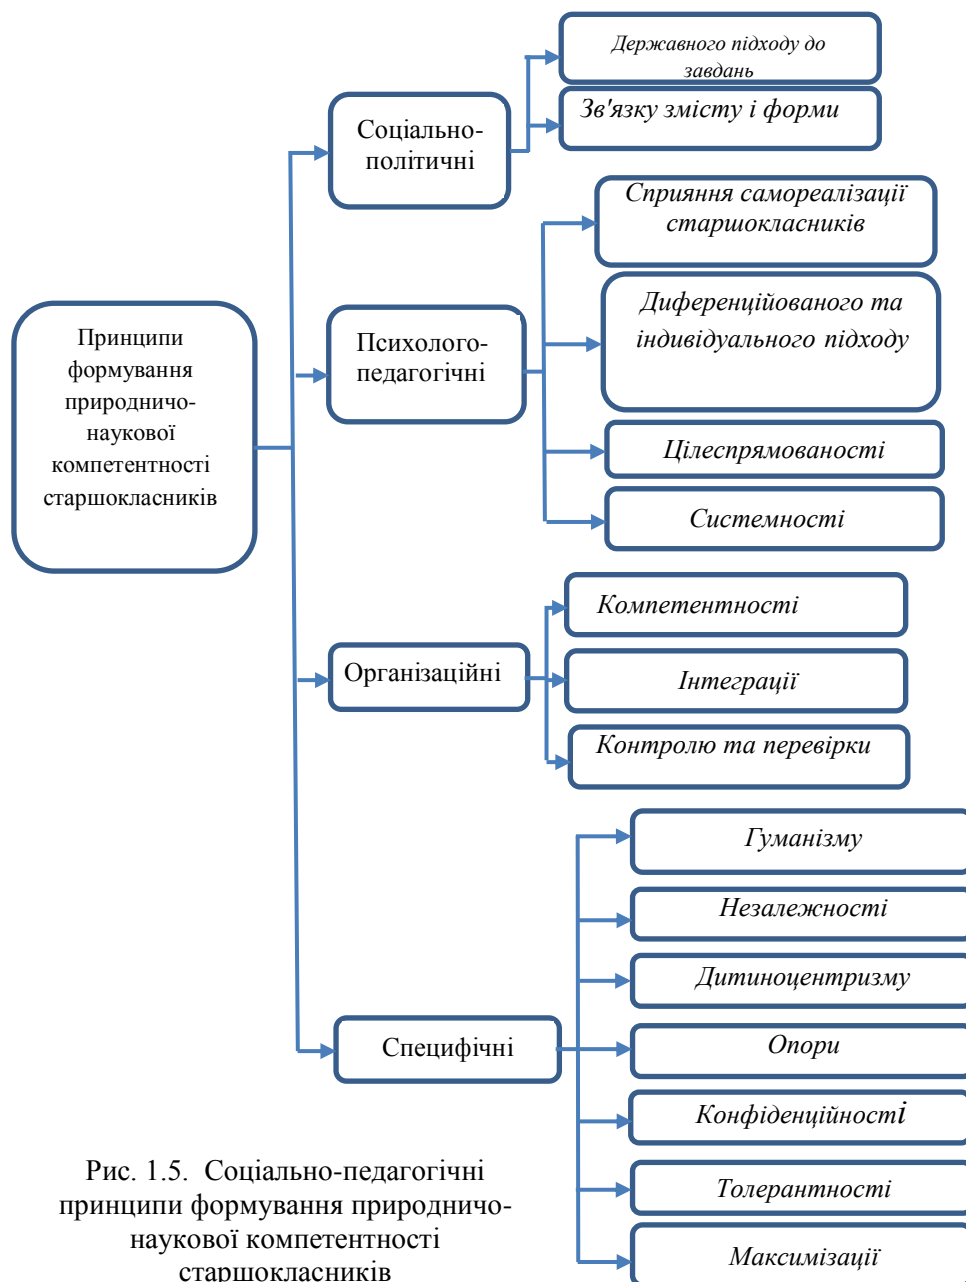 Принципи
формування
природничо-
наукової
компетентності
старшокласників
Соціально-
політичні
Державного підходу до
завдань
Зв'язку змісту і форми
Психолого-
педагогічні
Сприяння самореалізації
старшокласників
Диференційованого та
індивідуального підходу
Цілеспрямованості
Системності
Організаційні
Компетентності
Інтеграції
Контролю та перевірки
Специфічні
Гуманізму
Незалежності
Дитиноцентризму
Опори
Конфіденційності
Толерантності
Максимізації
Рис. 1.5. Соціально-педагогічні
принципи формування природничо-
наукової компетентності
старшокласників